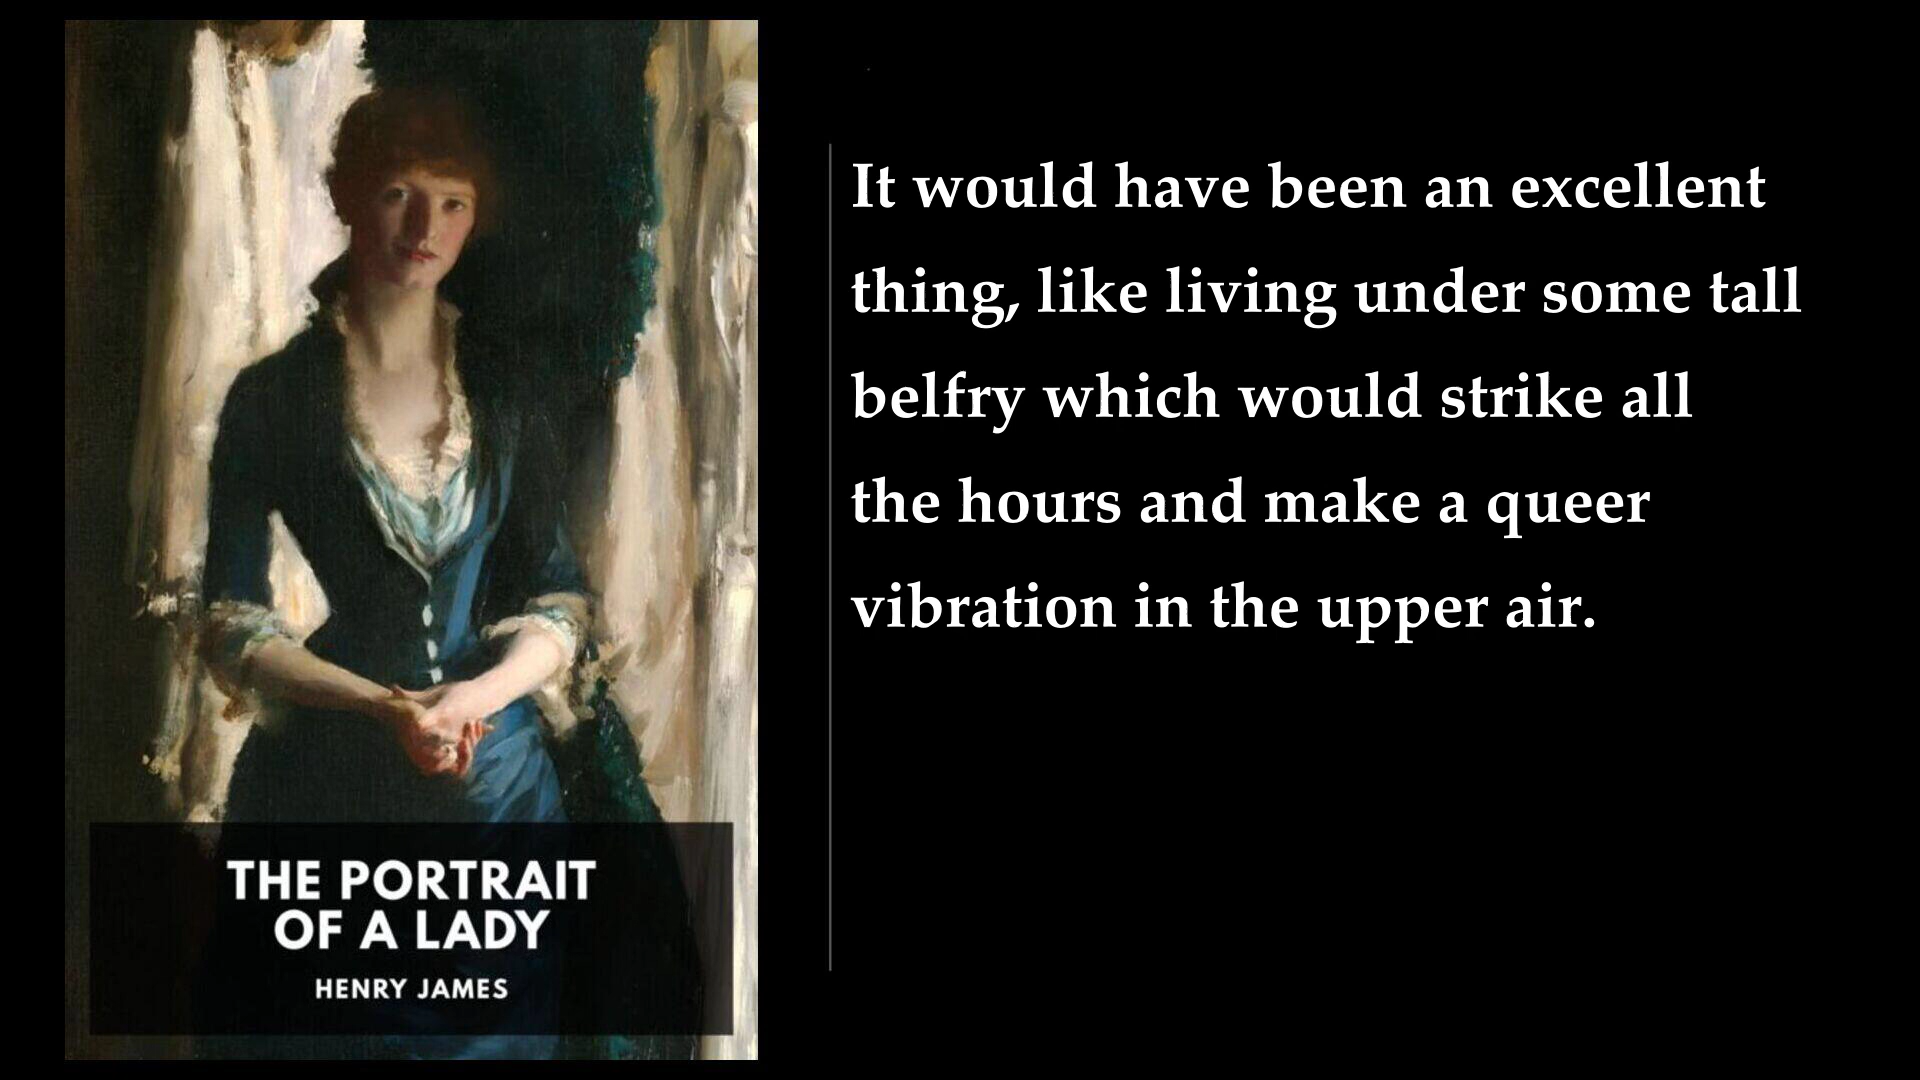 It would have been an excellent
thing, like living under some tall
belfry which would strike all
the hours and make a queer
vibration in the upper air.
THE PORTRAIT
OF A LADY
HENRY JAMES